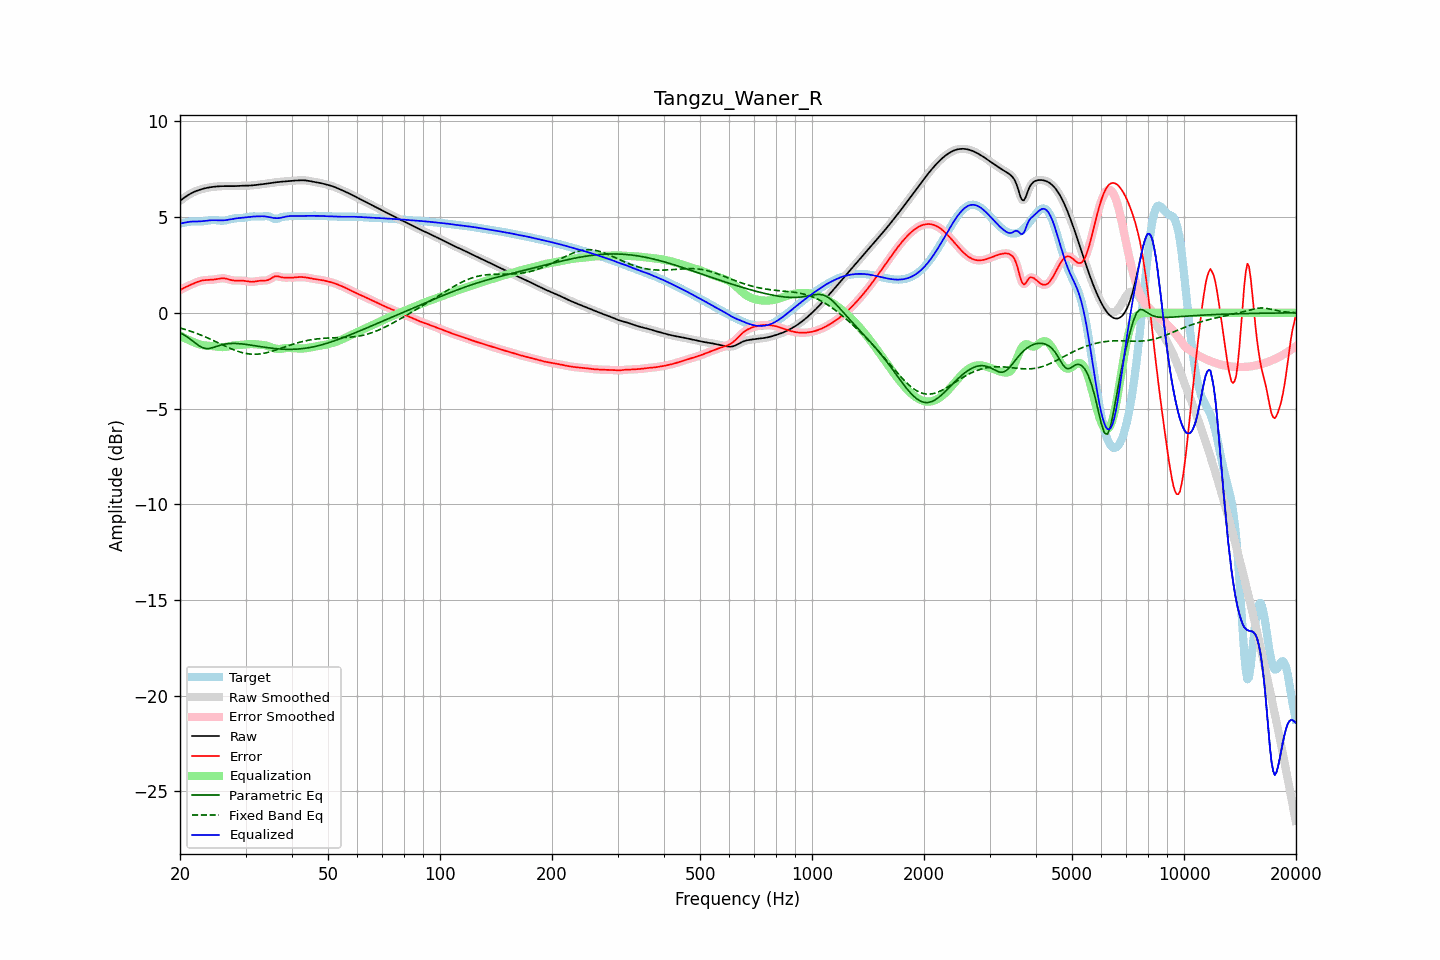 Tangzu_Waner_R
10
5
0
−5
−10
−15
−20
−25
Amplitude (dBr)
Target
Raw Smoothed
Error Smoothed
Raw
Error
Equalization
Parametric Eq
Fixed Band Eq
Equalized
20 50 100 200 500 1000 2000 5000 10000 20000
Frequency (Hz)